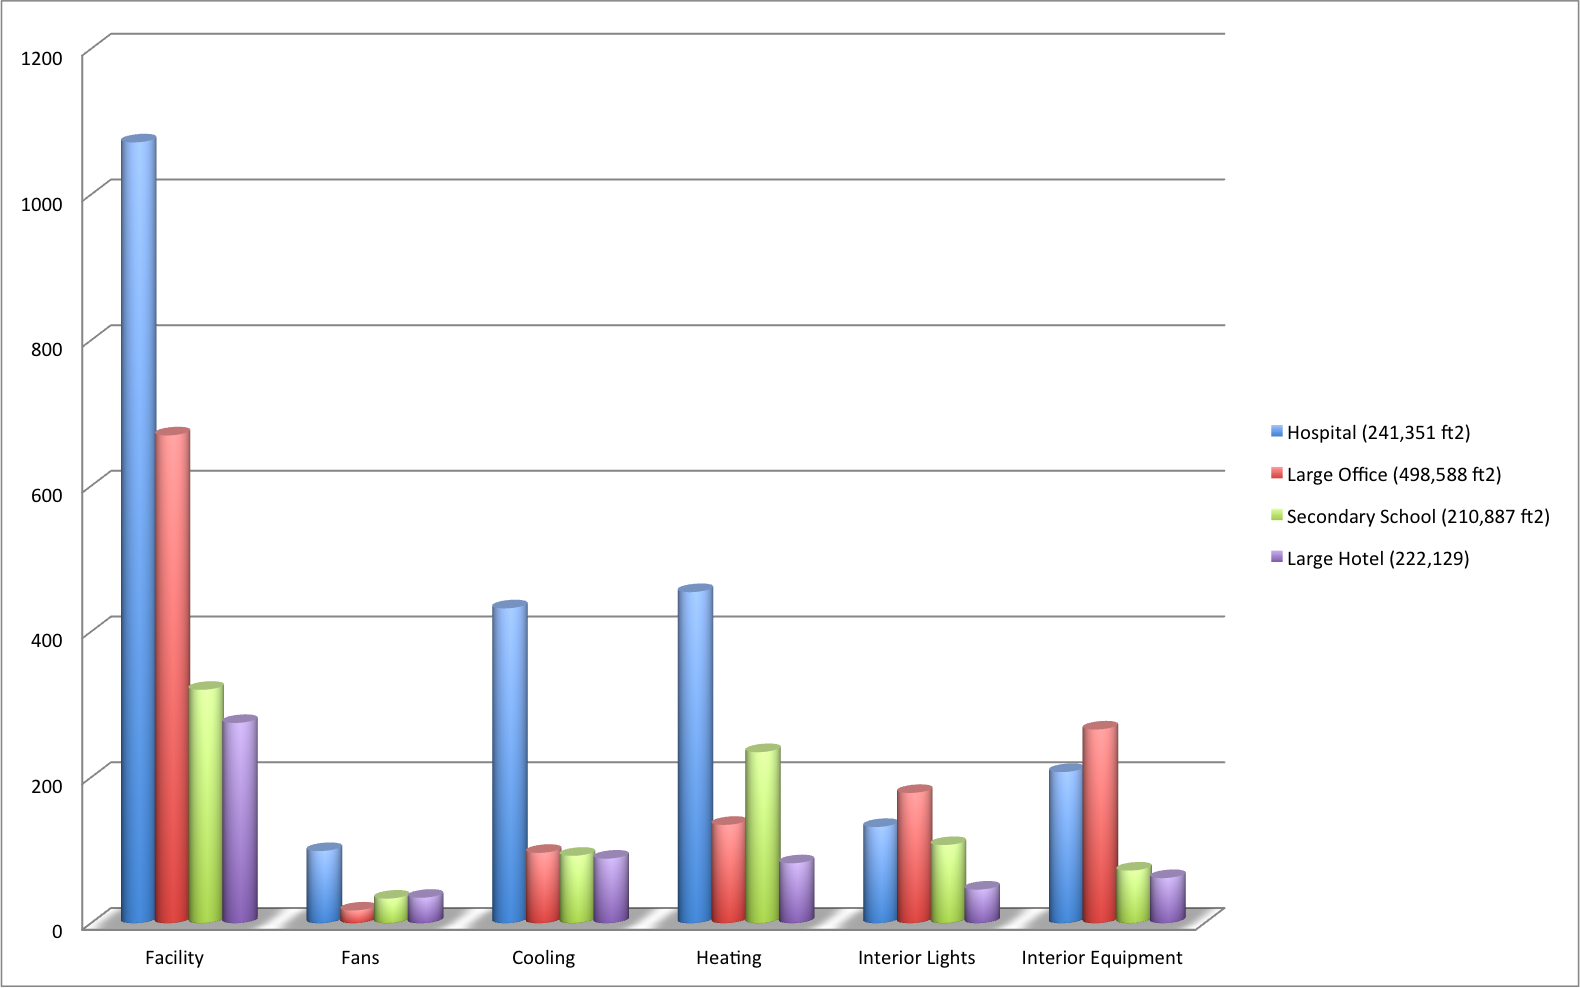 1200
1000
800
600
400
200
0
Facility
Fans
Cooling
Heating
Interior Lights
Interior Equipment
Hospital (241,351 ft2)
Large Office (498,588 ft2)
Secondary School (210,887 ft2)
Large Hotel (222,129)